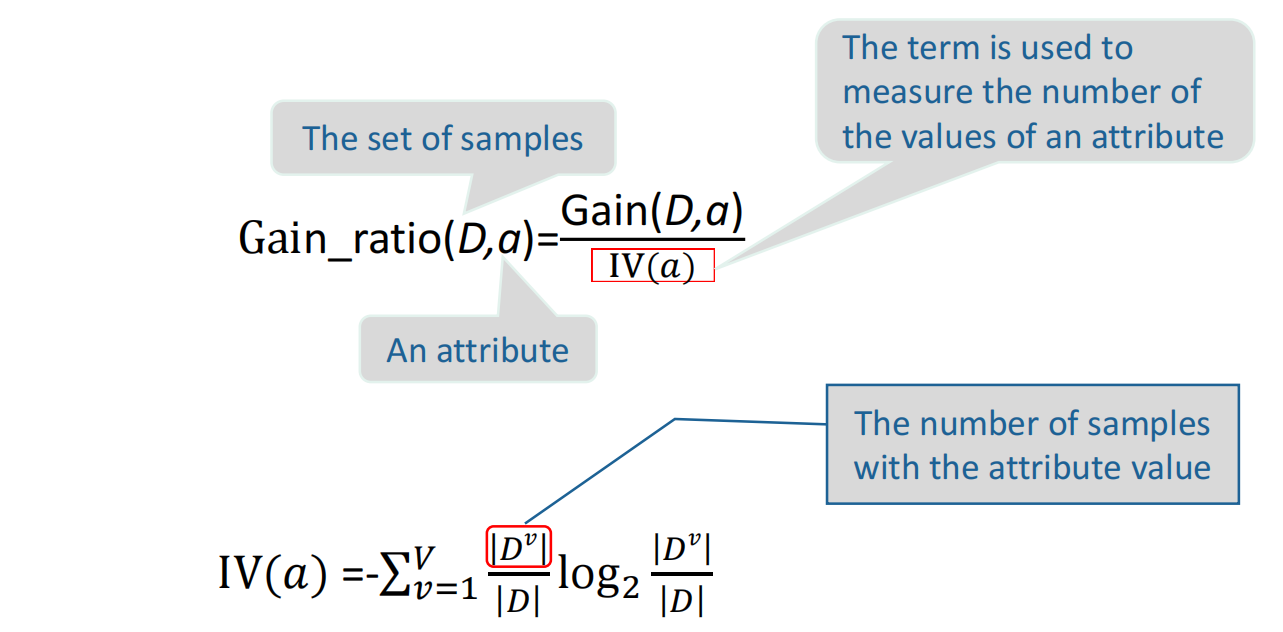 The term is used to
measure the number of
the values of an attribute
The set of samples
Gain_ratio(D,a)=Gain(D,a)/IV(a)
An attribute
The number of samples
with the attribute value
IV(a) =-∑_{v=1}^{V} |D^v|/|D| log₂ |D^v|/|D|